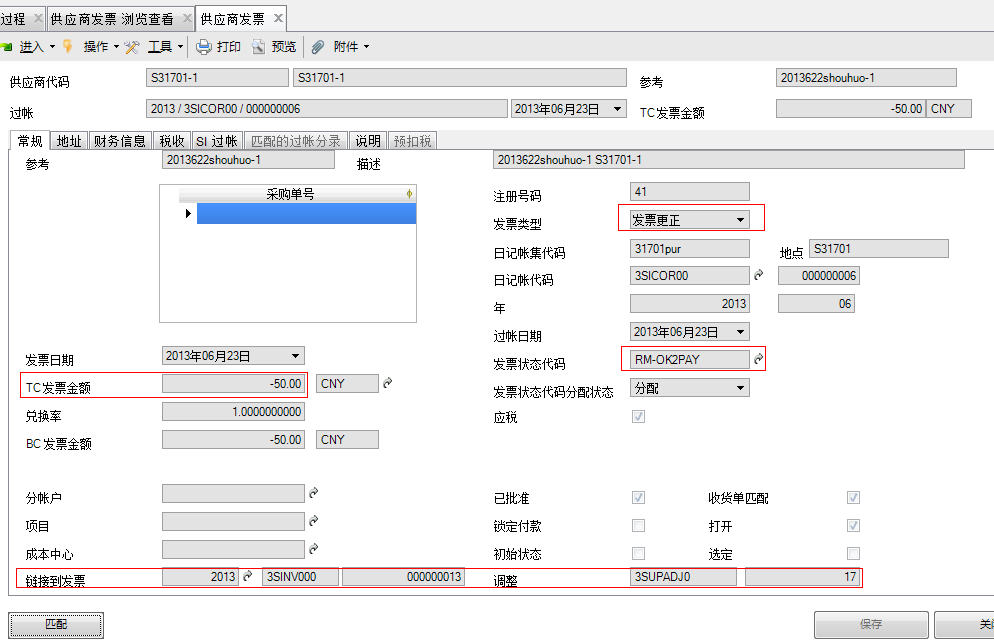 过程 供应商发票 浏览查看 供应商发票
进入 操作 工具 打印 预览 附件
供应商代码 S31701-1 S31701-1 参考 2013622shouhuo-1
过帐 2013 / 3SICOR00 / 000000006 2013年06月23日 TC发票金额 -50.00 CNY
常规 地址 财务信息 税收 SI 过帐 匹配的过帐分录 说明 预扣税
参考 2013622shouhuo-1 描述 2013622shouhuo-1 S31701-1
采购单号
注册号码 41
发票类型 发票更正
日记帐集代码 31701pur 地点 S31701
日记帐代码 3SICOR00 000000006
年 2013 06
过帐日期 2013年06月23日
发票日期 2013年06月23日 发票状态代码 RM-OK2PAY
TC发票金额 -50.00 CNY 发票状态代码分配状态 分配
兑换率 1.0000000000 应税
BC 发票金额 -50.00 CNY
分帐户 已批准 收货单匹配
项目 锁定付款 打开
成本中心 初始状态 选定
链接到发票 2013 3SINV000 000000013 调整 3SUPADJ0 17
匹配 保存